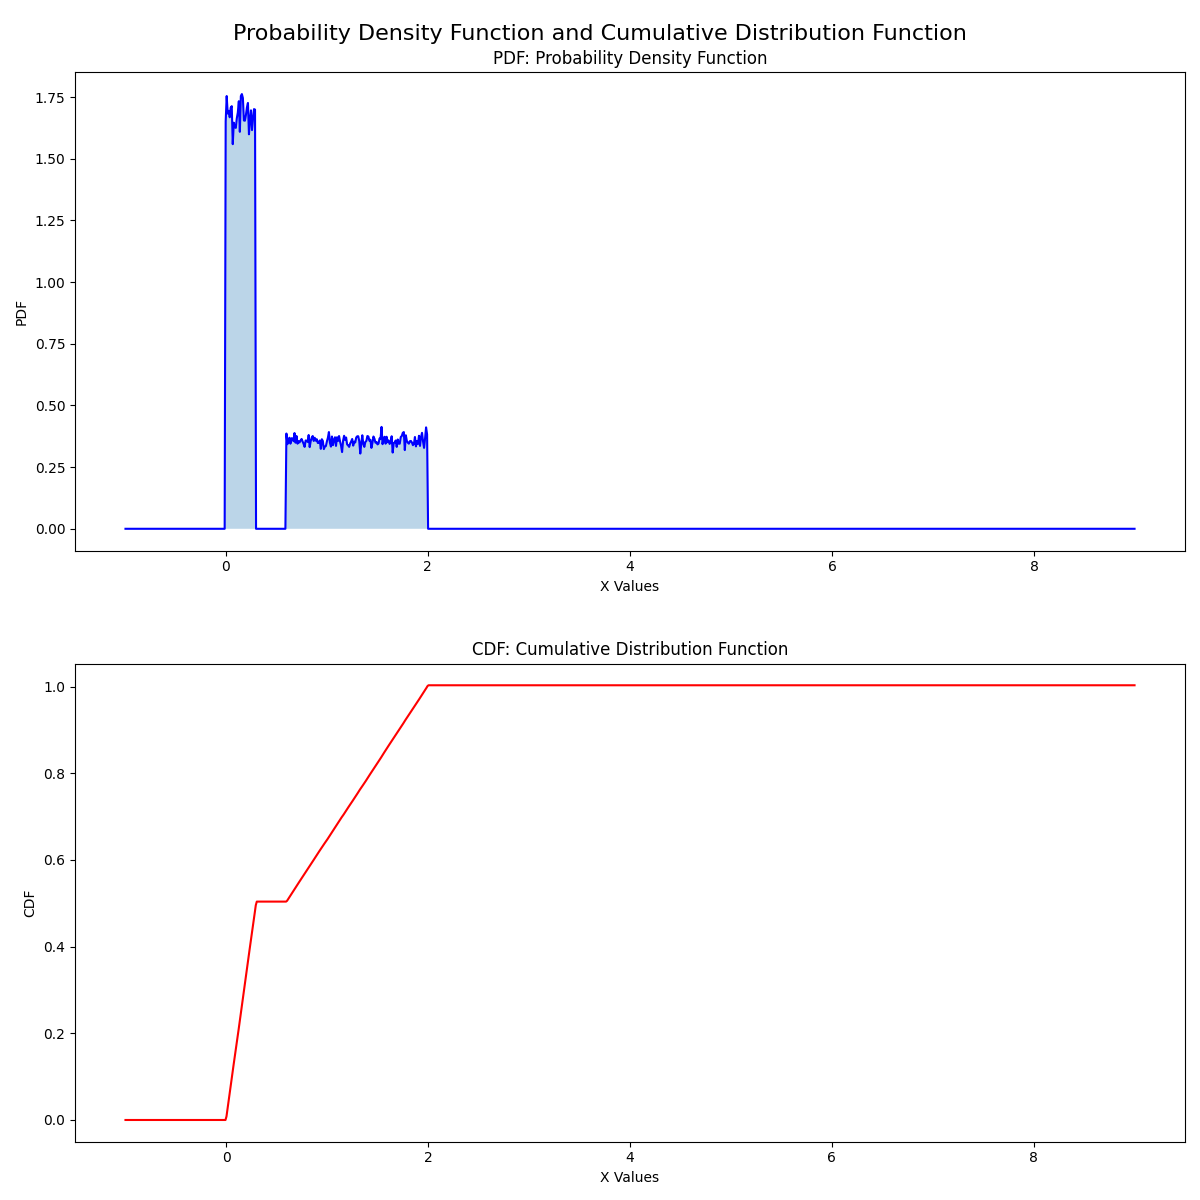 Probability Density Function and Cumulative Distribution Function
PDF: Probability Density Function
1.75
1.50
1.25
1.00
0.75
0.50
0.25
0.00
PDF
0 2 4 6 8
X Values
CDF: Cumulative Distribution Function
1.0
0.8
0.6
0.4
0.2
0.0
CDF
0 2 4 6 8
X Values